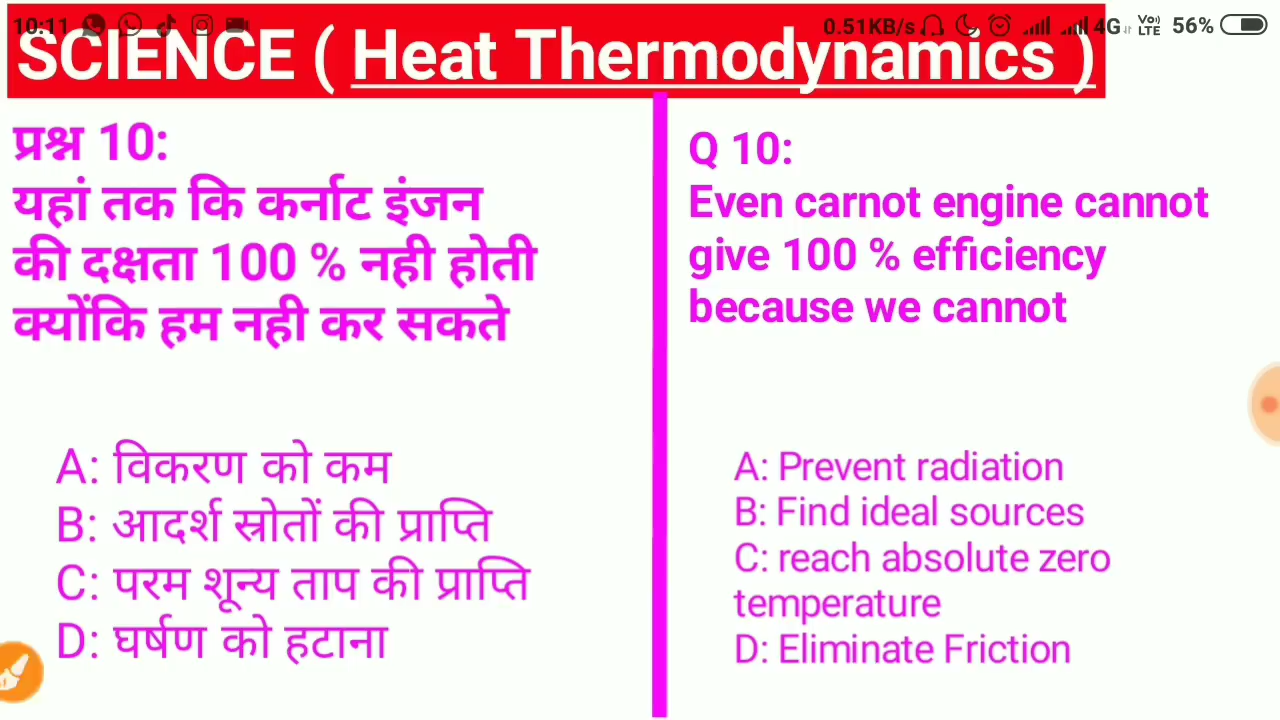 10:11 0.51KB/s 4G Vo) LTE 56%
SCIENCE ( Heat Thermodynamics )
प्रश्न 10:
यहां तक कि कर्नाट इंजन
की दक्षता 100 % नही होती
क्योंकि हम नही कर सकते
A: विकरण को कम
B: आदर्श स्रोतों की प्राप्ति
C: परम शून्य ताप की प्राप्ति
D: घर्षण को हटाना
Q 10:
Even carnot engine cannot
give 100 % efficiency
because we cannot
A: Prevent radiation
B: Find ideal sources
C: reach absolute zero
temperature
D: Eliminate Friction